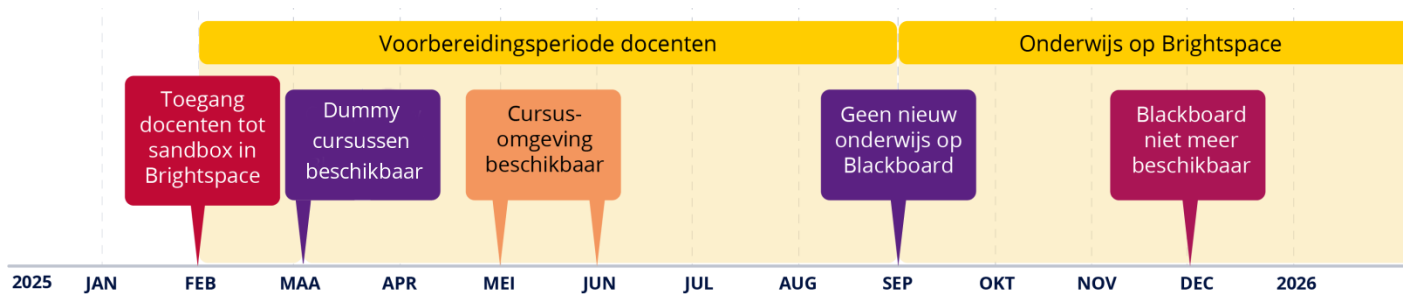 Voorbereidingsperiode docenten
Onderwijs op Brightspace
Toegang
docenten tot
sandbox in
Brightspace
Dummy
cursussen
beschikbaar
Cursus-
omgeving
beschikbaar
Geen nieuw
onderwijs op
Blackboard
Blackboard
niet meer
beschikbaar
2025 JAN FEB MAA APR MEI JUN JUL AUG SEP OKT NOV DEC 2026